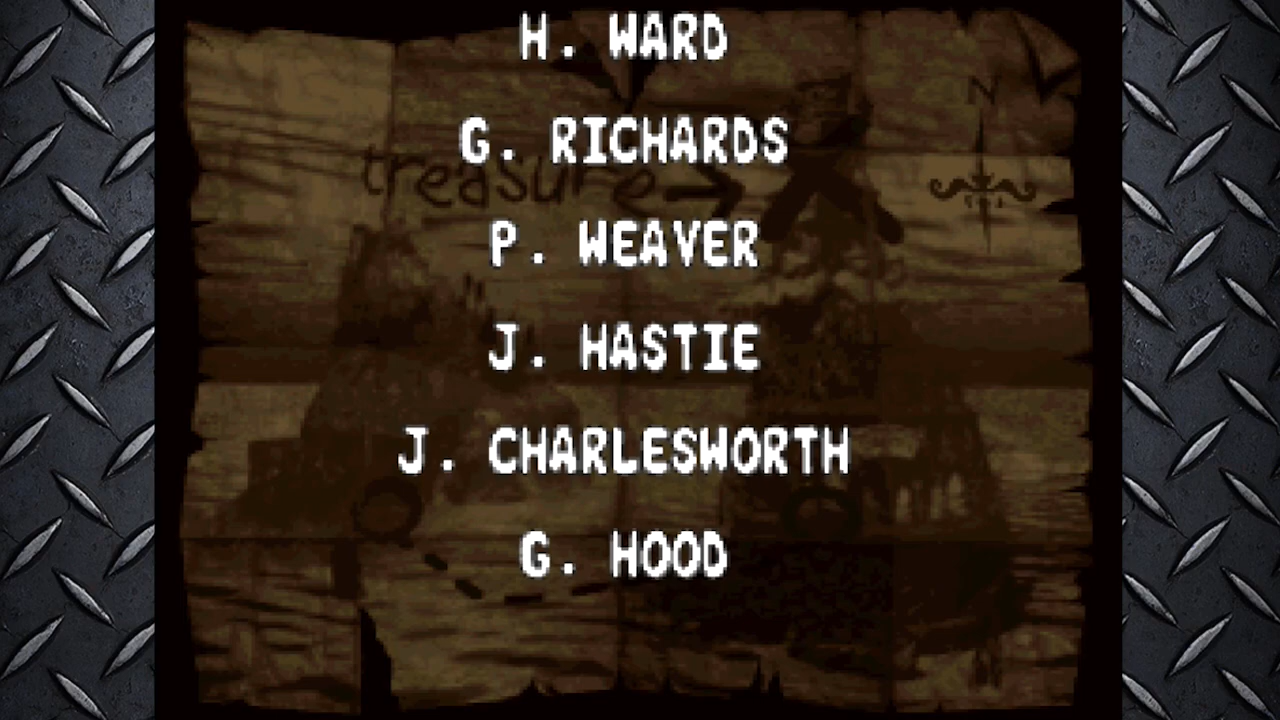 H. WARD
G. RICHARDS
treasure
N
P. WEAVER
J. HASTIE
J. CHARLESWORTH
G. HOOD